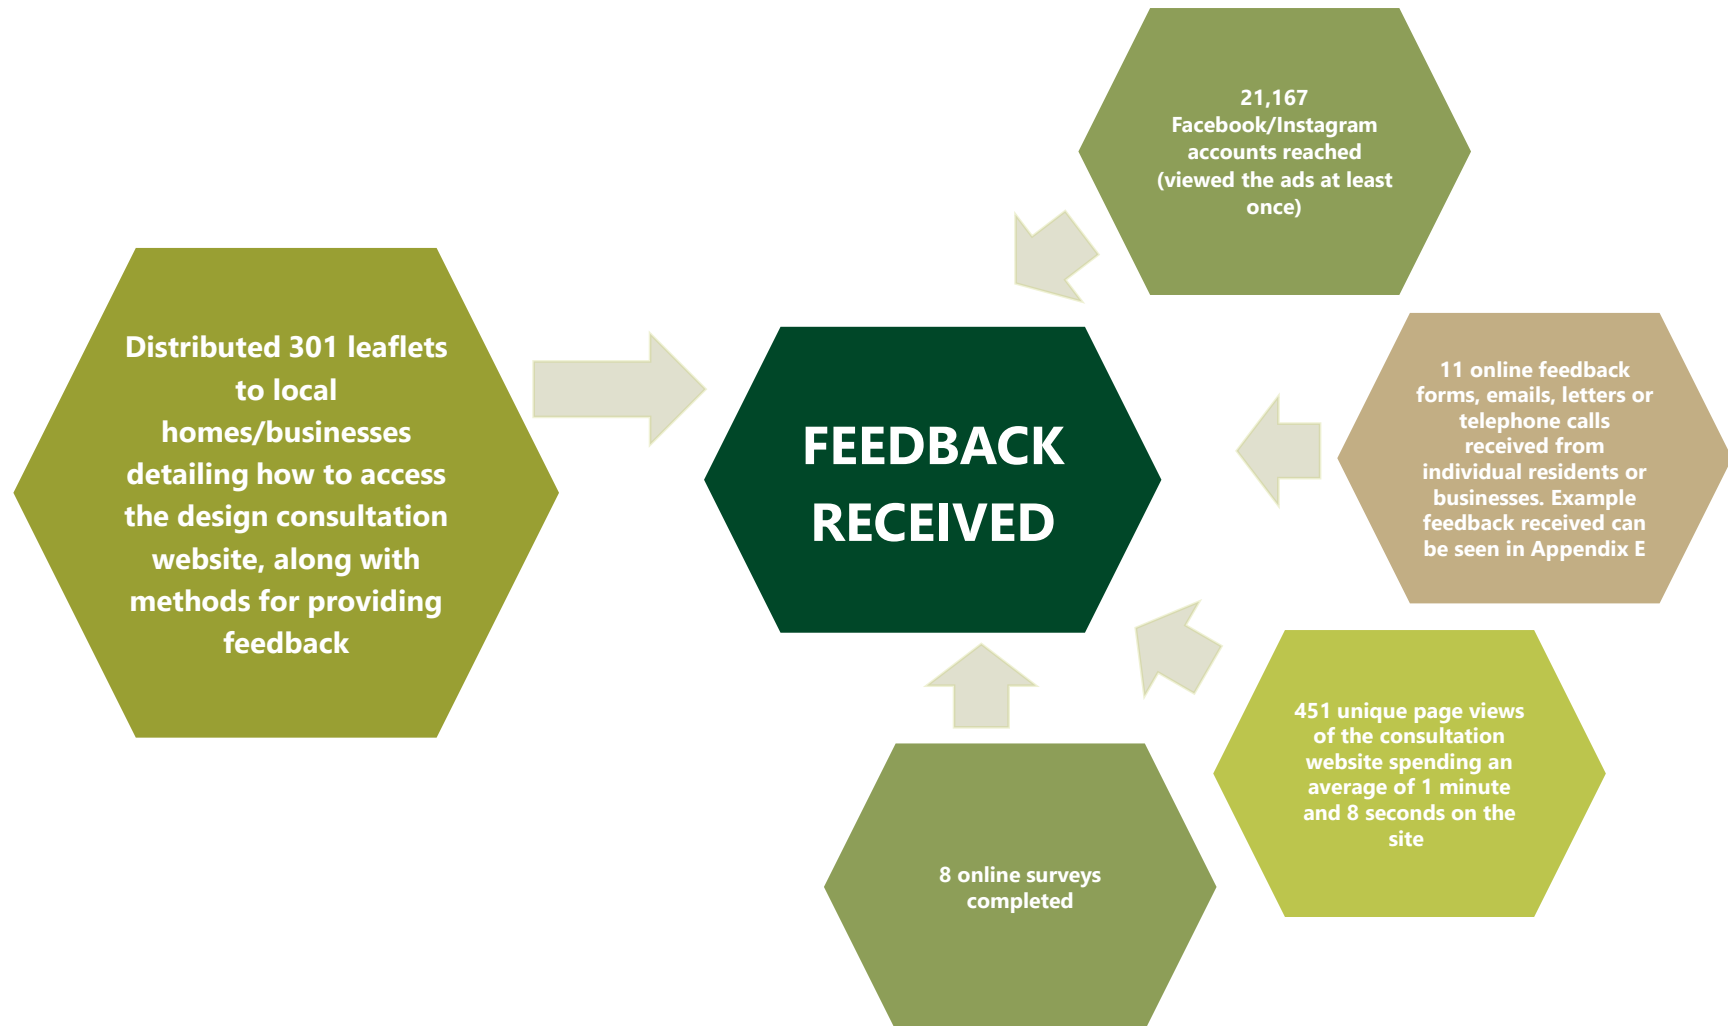 21,167
Facebook/Instagram
accounts reached
(viewed the ads at least
once)
Distributed 301 leaflets
to local
homes/businesses
detailing how to access
the design consultation
website, along with
methods for providing
feedback
FEEDBACK
RECEIVED
11 online feedback
forms, emails, letters or
telephone calls
received from
individual residents or
businesses. Example
feedback received can
be seen in Appendix E
451 unique page views
of the consultation
website spending an
average of 1 minute
and 8 seconds on the
site
8 online surveys
completed